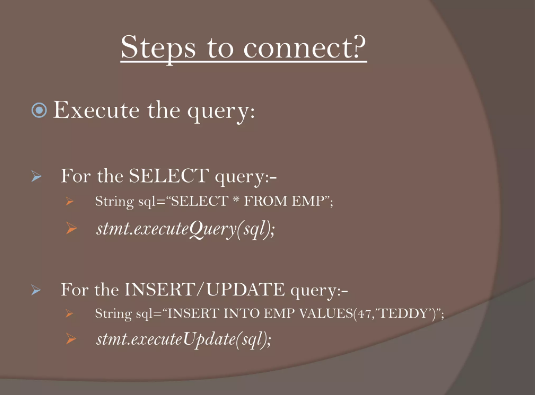 Steps to connect?
Execute the query:
For the SELECT query:-
String sql=“SELECT * FROM EMP”;
stmt.executeQuery(sql);
For the INSERT/UPDATE query:-
String sql=“INSERT INTO EMP VALUES(47,’TEDDY’)”;
stmt.executeUpdate(sql);